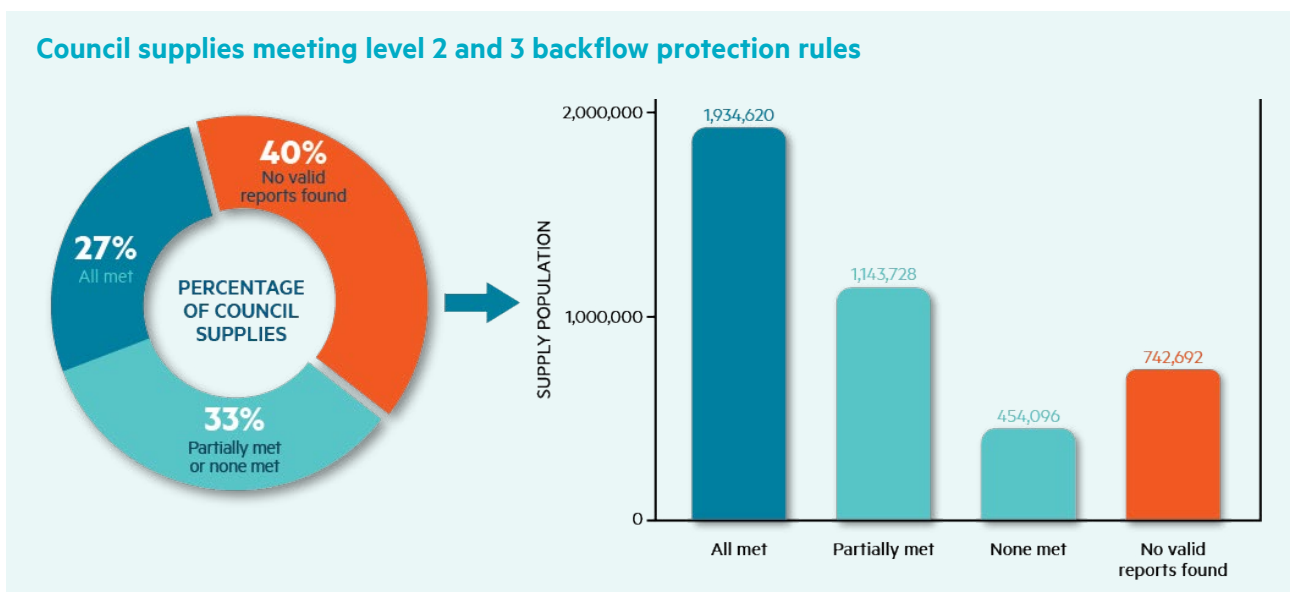 Council supplies meeting level 2 and 3 backflow protection rules
40%
No valid
reports found
27%
All met
PERCENTAGE
OF COUNCIL
SUPPLIES
33%
Partially met
or none met
SUPPLY POPULATION
2,000,000
1,000,000
0
1,934,620
1,143,728
454,096
742,692
All met
Partially met
None met
No valid
reports found